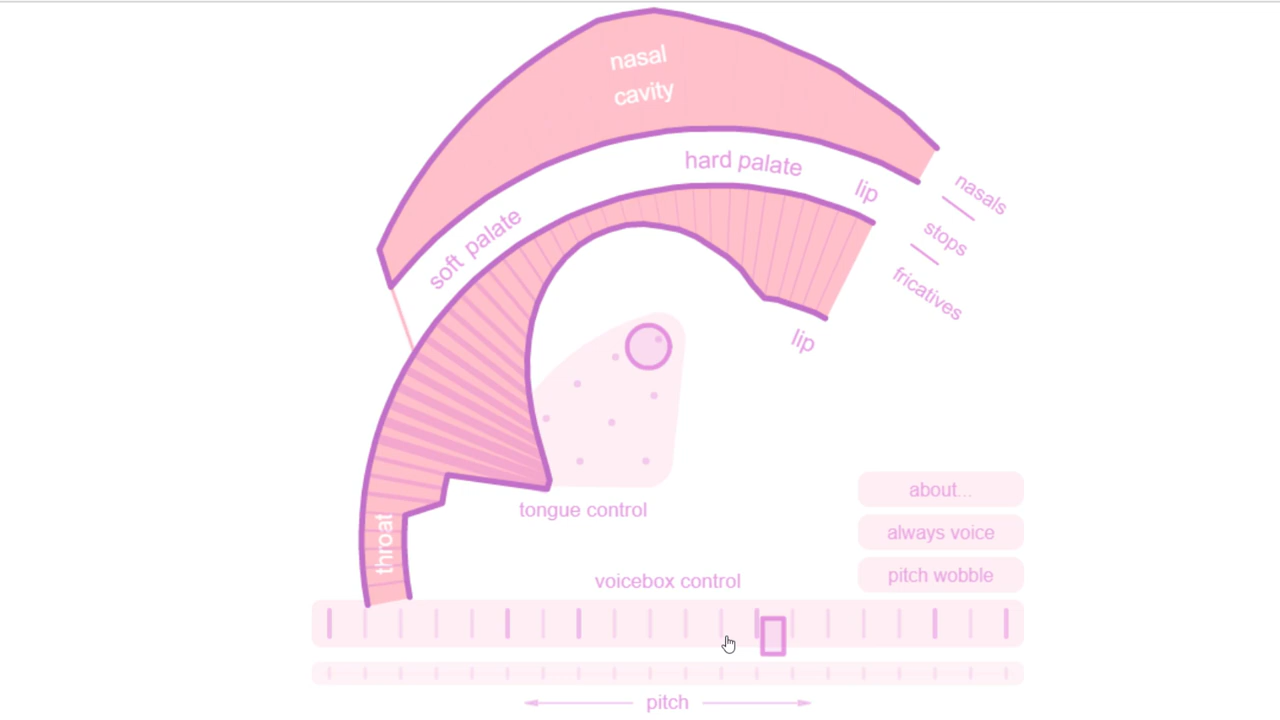 nasal
cavity
hard palate
lip
nasals
soft palate
stops
fricatives
lip
about...
tongue control
always voice
throat
voicebox control
pitch wobble
pitch